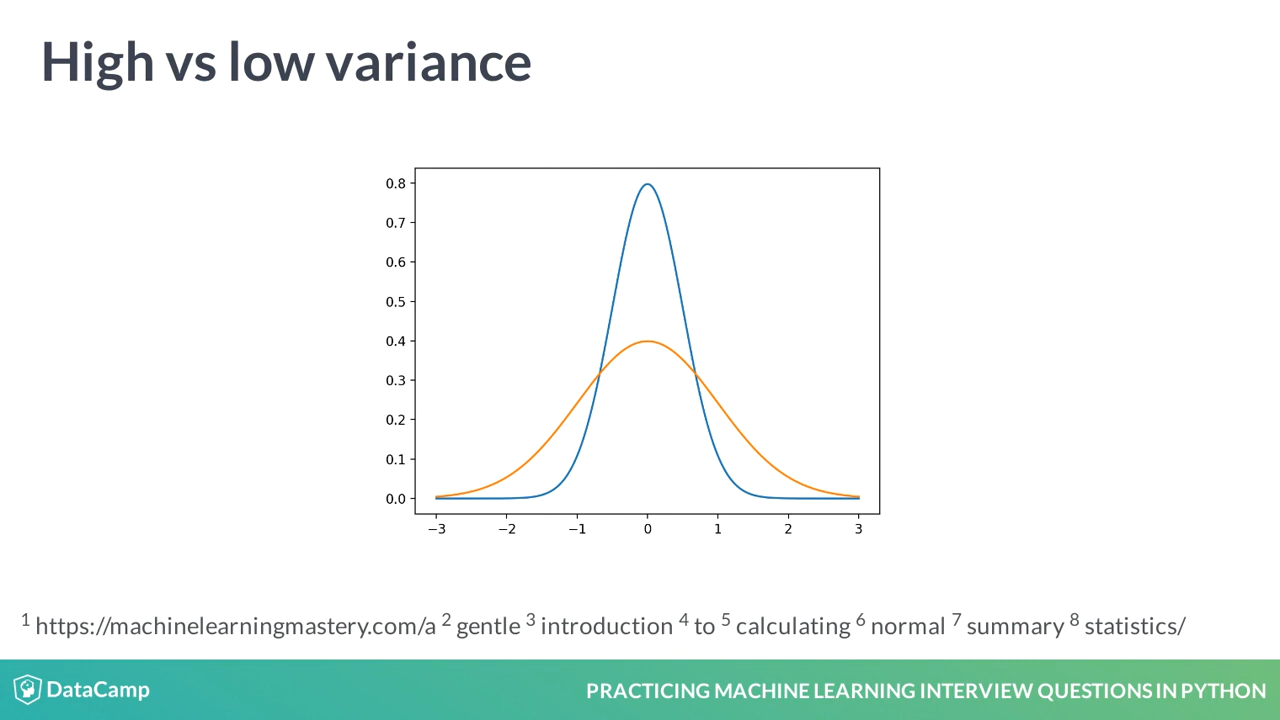 High vs low variance
0.8
0.7
0.6
0.5
0.4
0.3
0.2
0.1
0.0
−3 −2 −1 0 1 2 3
1 https://machinelearningmastery.com/a 2 gentle 3 introduction 4 to 5 calculating 6 normal 7 summary 8 statistics/
DataCamp
PRACTICING MACHINE LEARNING INTERVIEW QUESTIONS IN PYTHON